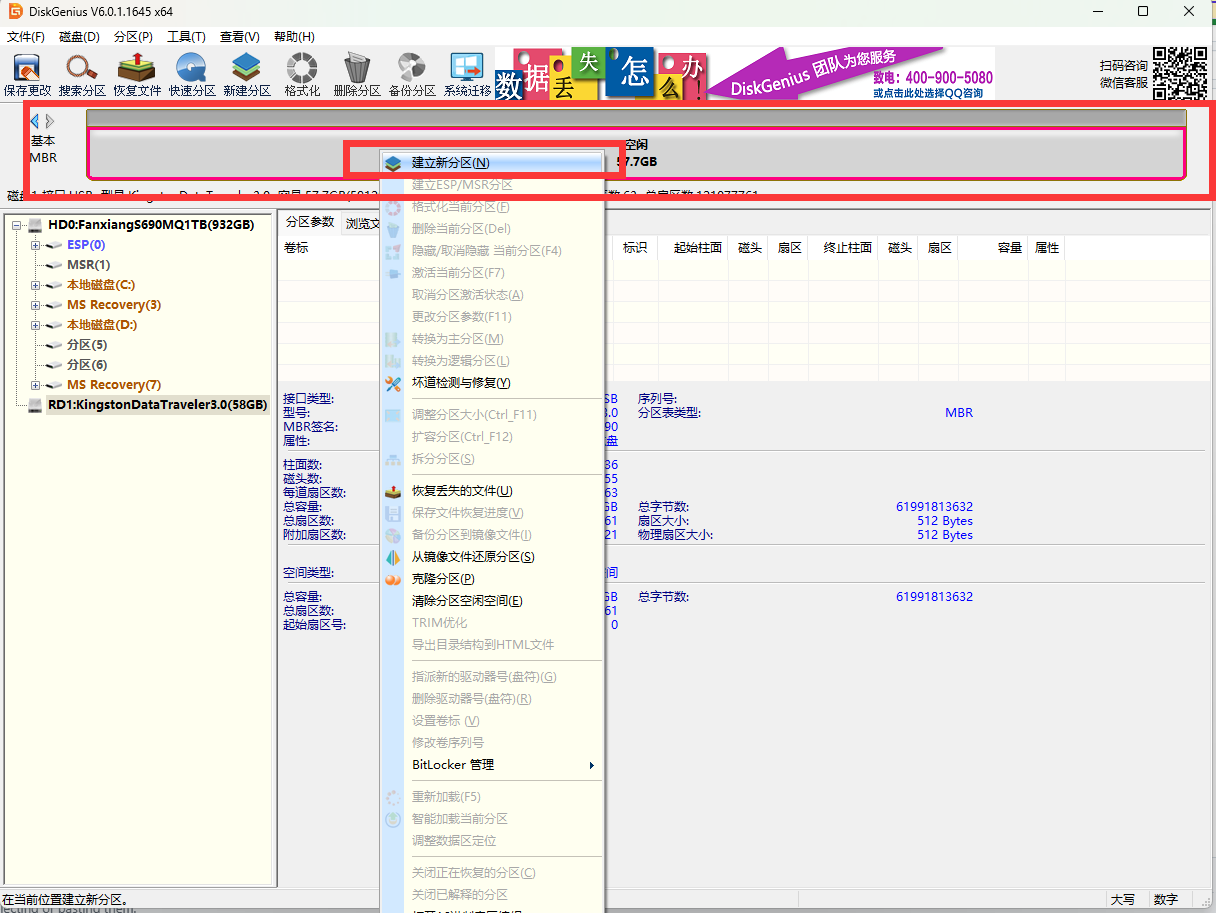 DiskGenius V6.0.1.1645 x64
文件(F) 磁盘(D) 分区(P) 工具(T) 查看(V) 帮助(H)
保存更改 搜索分区 恢复文件 快速分区 新建分区 格式化 删除分区 备份分区 系统迁移
数据丢失怎么办!
DiskGenius 团队为您服务
致电: 400-900-5080
或点击此处选择QQ咨询
扫码咨询
微信客服
基本
MBR
空闲
57.7GB
HD0:FanxiangS690MQ1TB(932GB)
ESP(0)
MSR(1)
本地磁盘(C:)
MS Recovery(3)
本地磁盘(D:)
分区(5)
分区(6)
MS Recovery(7)
RD1:KingstonDataTraveler3.0(58GB)
分区参数 浏览文
卷标 标识 起始柱面 磁头 扇区 终止柱面 磁头 扇区 容量 属性
建立新分区(N)
建立ESP/MSR分区
格式化当前分区(F)
删除当前分区(Del)
隐藏/取消隐藏 当前分区(F4)
激活当前分区(F7)
取消分区激活状态(A)
更改分区参数(F11)
转换为主分区(M)
转换为逻辑分区(L)
坏道检测与修复(Y)
调整分区大小(Ctrl_F11)
扩容分区(Ctrl_F12)
拆分分区(S)
恢复丢失的文件(U)
保存文件恢复进度(V)
备份分区到镜像文件(I)
从镜像文件还原分区(S)
克隆分区(P)
清除分区空闲空间(E)
TRIM优化
导出目录结构到HTML文件
指派新的驱动器号(盘符)(G)
删除驱动器号(盘符)(R)
设置卷标 (V)
修改卷序列号
BitLocker 管理
重新加载(F5)
智能加载当前分区
调整数据区定位
关闭正在恢复的分区(C)
关闭已解释的分区
接口类型: SB 序列号:
型号: 3.0 分区表类型: MBR
MBR签名: 90
属性: 盘
柱面数: 36
磁头数: 55
每道扇区数: 63
总容量: GB 总字节数: 61991813632
总扇区数: 61 扇区大小: 512 Bytes
附加扇区数: 21 物理扇区大小: 512 Bytes
空间类型: 间
总容量: GB 总字节数: 61991813632
总扇区数: 61
起始扇区号: 0
在当前位置建立新分区。 大写 数字